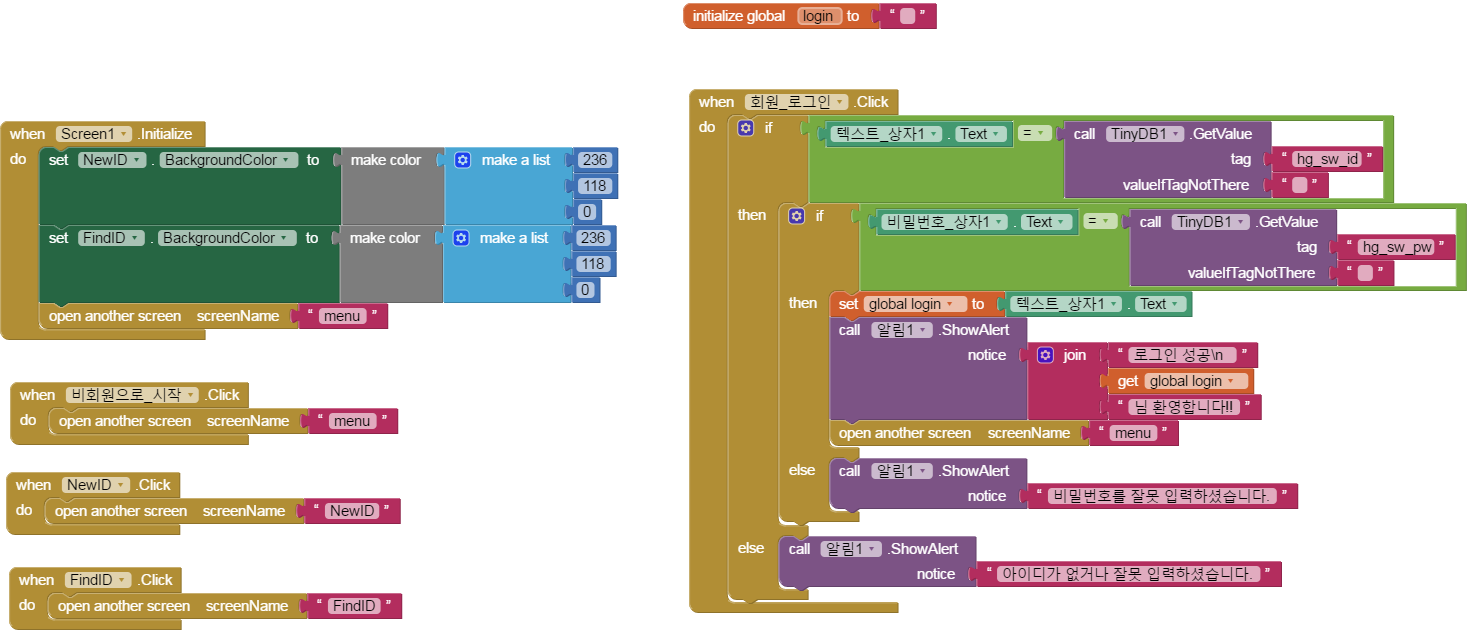 initialize global login to “ ”
when Screen1 .Initialize
do set NewID . BackgroundColor to make color make a list 236
118
0
set FindID . BackgroundColor to make color make a list 236
118
0
open another screen screenName “ menu ”
when 비회원으로_시작 .Click
do open another screen screenName “ menu ”
when NewID .Click
do open another screen screenName “ NewID ”
when FindID .Click
do open another screen screenName “ FindID ”
when 회원_로그인 .Click
do if 텍스트_상자1 . Text = call TinyDB1 .GetValue
tag “ hg_sw_id ”
valueIfTagNotThere “ ”
then if 비밀번호_상자1 . Text = call TinyDB1 .GetValue
tag “ hg_sw_pw ”
valueIfTagNotThere “ ”
then set global login to 텍스트_상자1 . Text
call 알림1 .ShowAlert
notice join “ 로그인 성공\n ”
get global login
“ 님 환영합니다!! ”
open another screen screenName “ menu ”
else call 알림1 .ShowAlert
notice “ 비밀번호를 잘못 입력하셨습니다. ”
else call 알림1 .ShowAlert
notice “ 아이디가 없거나 잘못 입력하셨습니다. ”